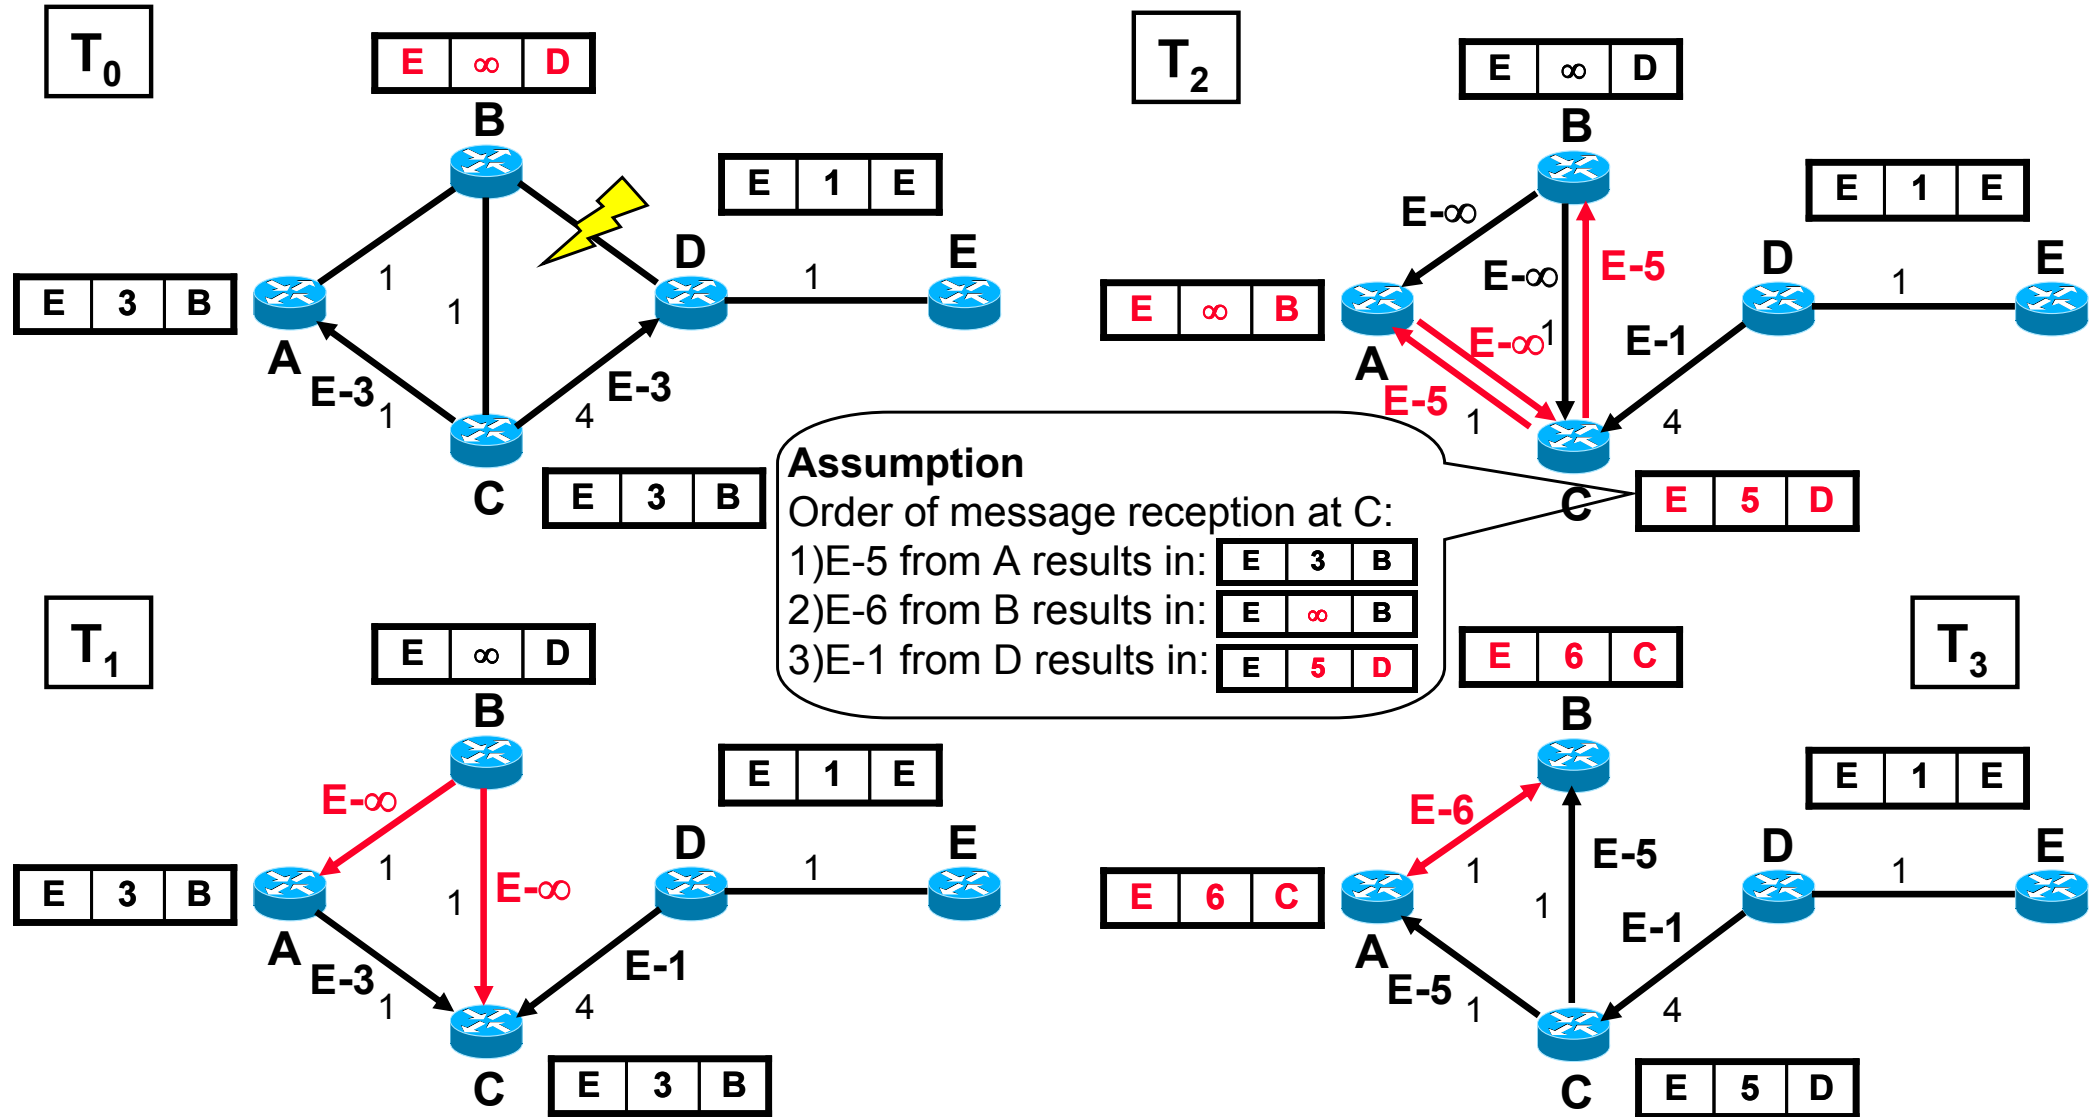 T0
E ∞ D
B
E 1 E
D
E
1
1
1
E 3 B
A
E-3
1
4
E-3
C
E 3 B
T2
E ∞ D
B
E 1 E
E-∞
E-∞
E-5
D
E
1
E ∞ B
E-∞
1
E-1
A
E-5
1
4
C
E 5 D
Assumption
Order of message reception at C:
1)E-5 from A results in: E 3 B
2)E-6 from B results in: E ∞ B
3)E-1 from D results in: E 5 D
T1
E ∞ D
B
E 1 E
E-∞
D
E
1
1
1
E-∞
E 3 B
A
E-3
1
4
E-1
C
E 3 B
T3
E 6 C
B
E 1 E
E-6
D
E
1
1
E-5
1
E 6 C
A
E-5
1
E-1
4
C
E 5 D